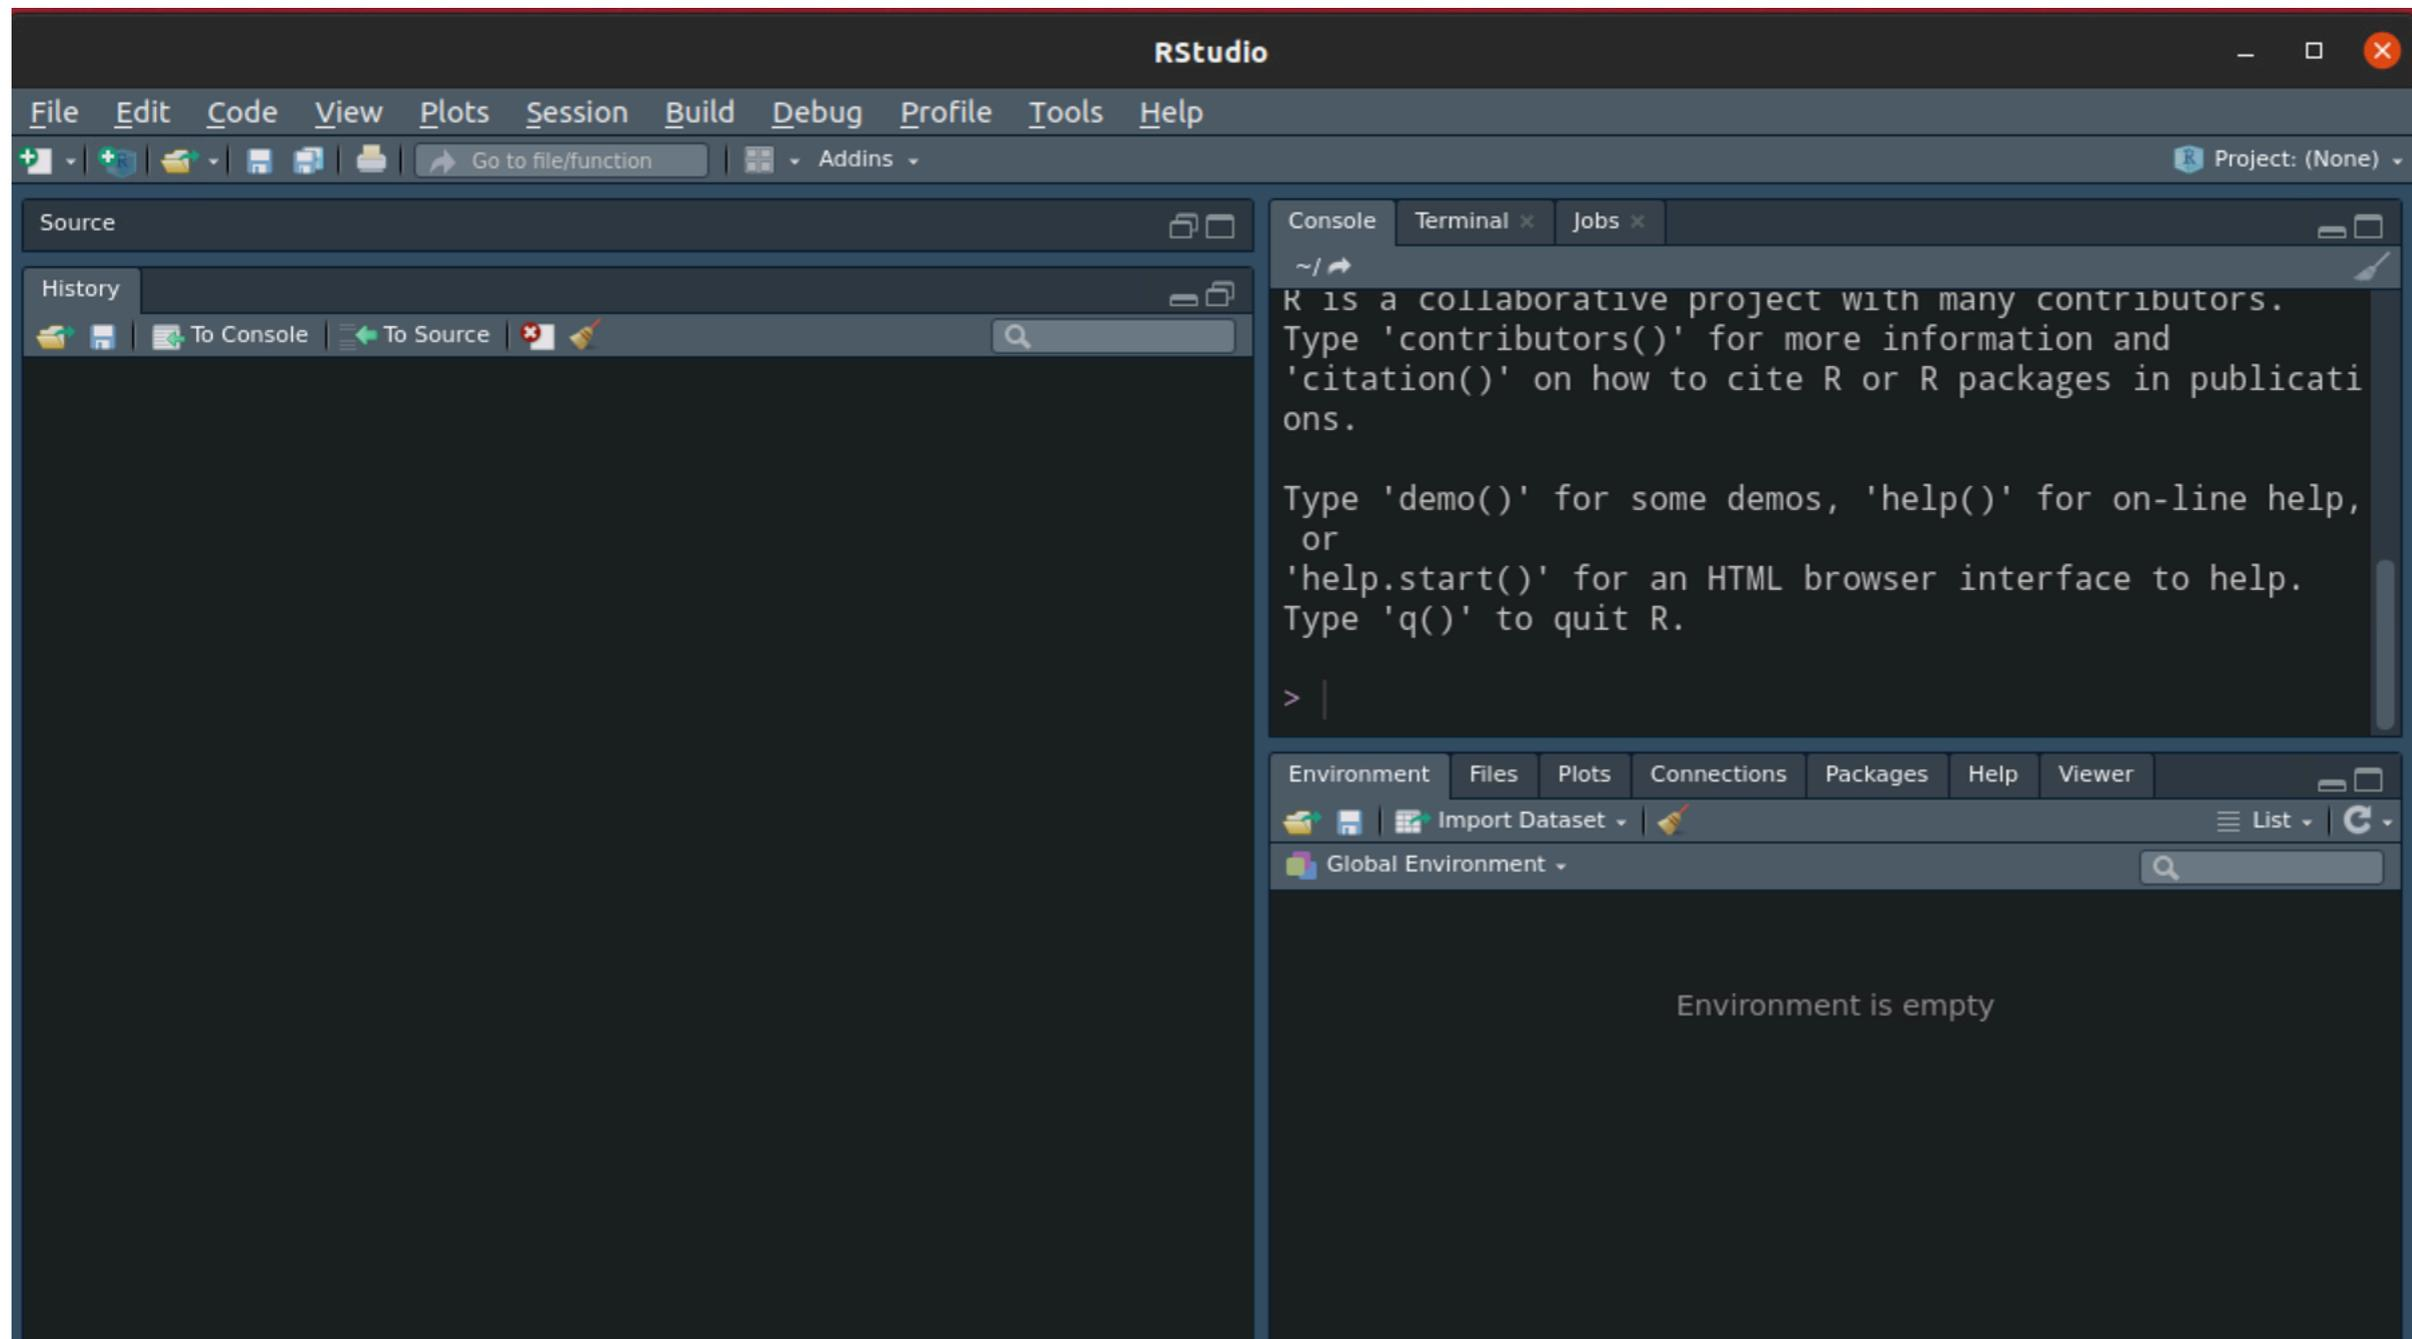 RStudio
File Edit Code View Plots Session Build Debug Profile Tools Help
Go to file/function Addins Project: (None)
Source
History
To Console To Source
Console Terminal Jobs
~/
R is a collaborative project with many contributors.
Type 'contributors()' for more information and
'citation()' on how to cite R or R packages in publicati
ons.
Type 'demo()' for some demos, 'help()' for on-line help,
or
'help.start()' for an HTML browser interface to help.
Type 'q()' to quit R.
>
Environment Files Plots Connections Packages Help Viewer
Import Dataset List
Global Environment
Environment is empty